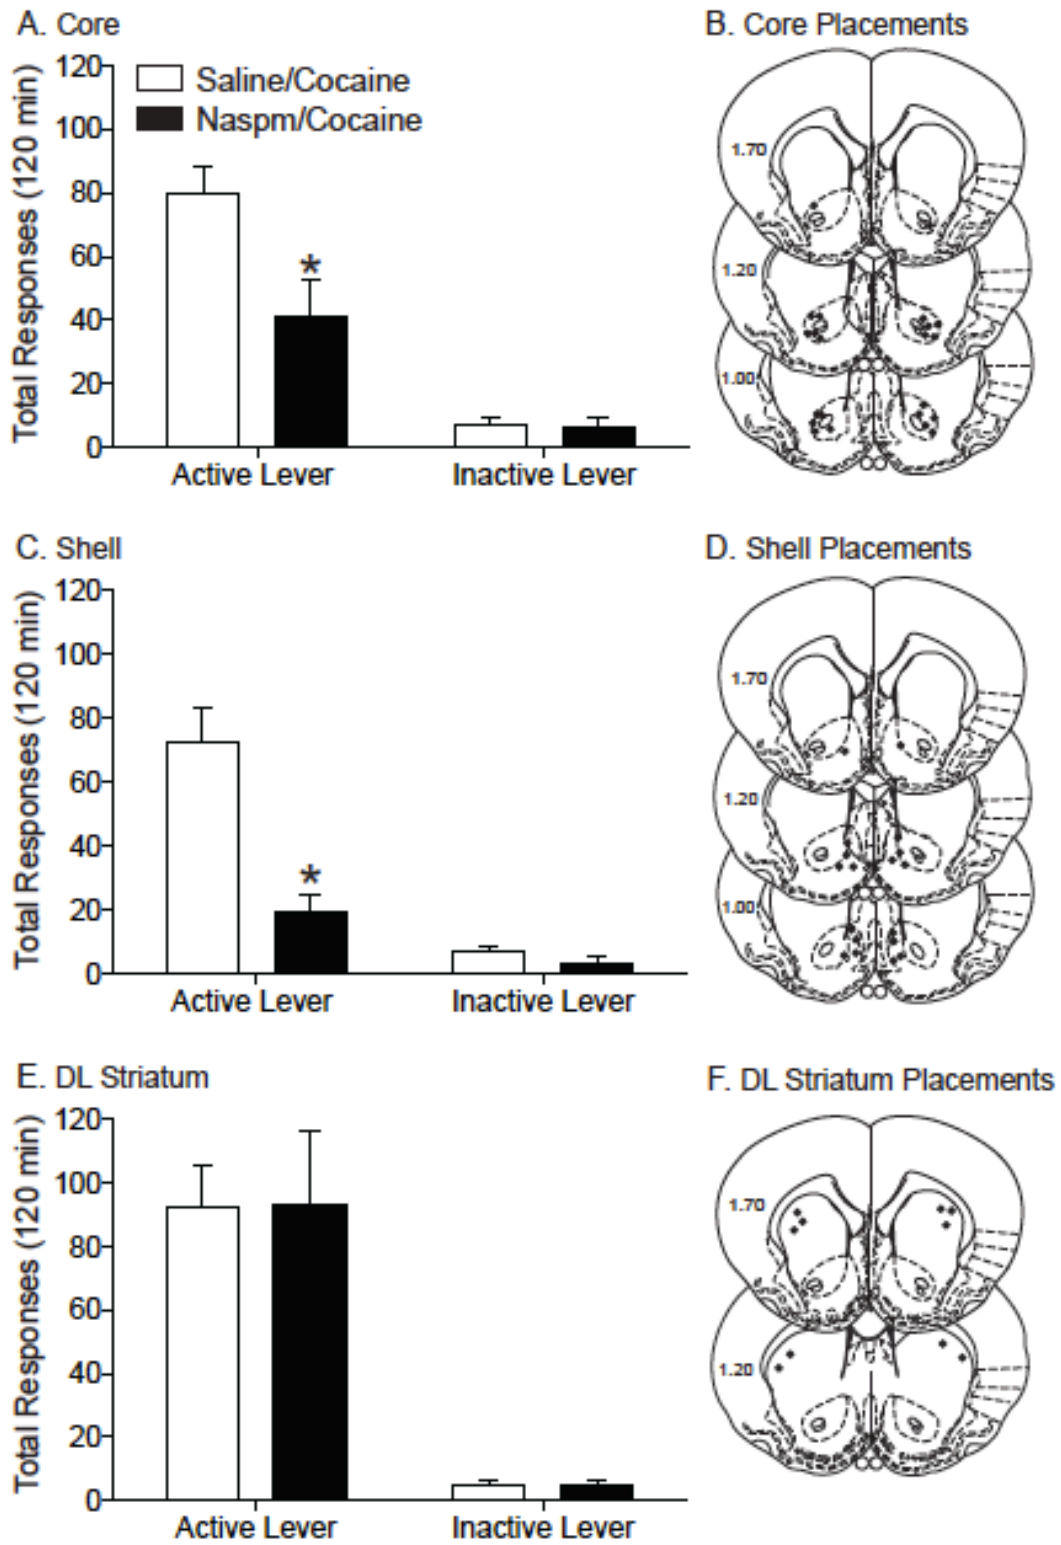 A. Core
B. Core Placements
Total Responses (120 min)
120
100
80
60
40
20
0
Saline/Cocaine
Naspm/Cocaine
*
Active Lever
Inactive Lever
1.70
1.20
1.00
C. Shell
D. Shell Placements
Total Responses (120 min)
120
100
80
60
40
20
0
*
Active Lever
Inactive Lever
1.70
1.20
1.00
E. DL Striatum
F. DL Striatum Placements
Total Responses (120 min)
120
100
80
60
40
20
0
Active Lever
Inactive Lever
1.70
1.20